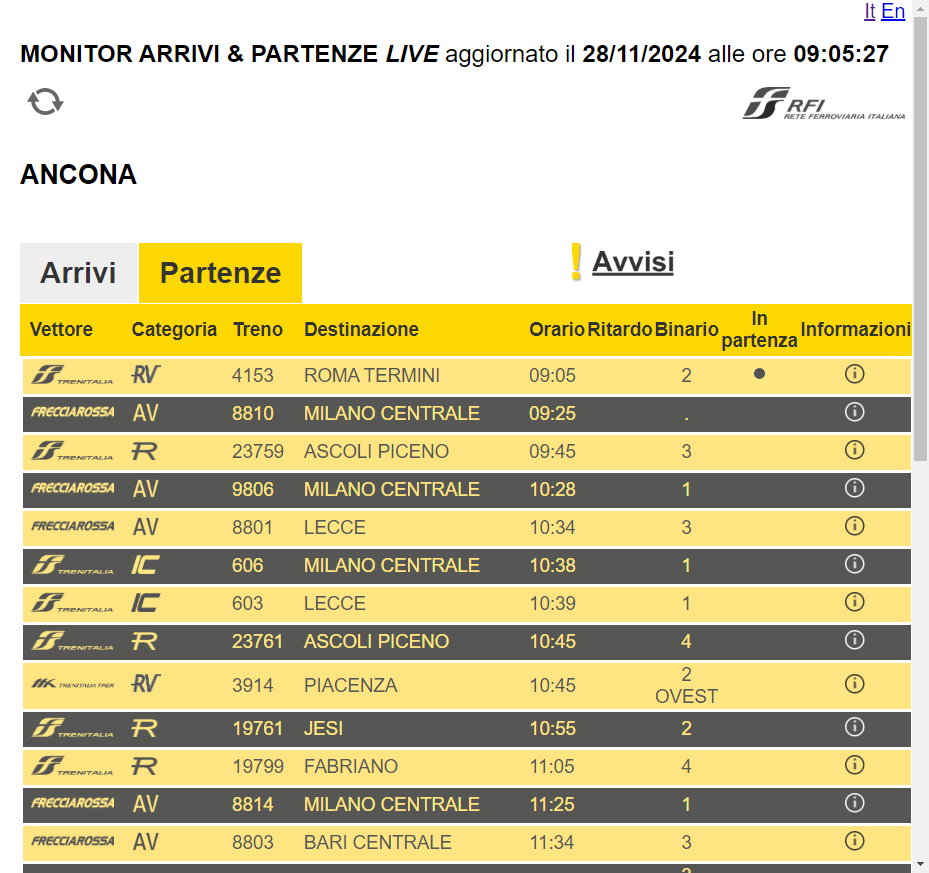 It En
MONITOR ARRIVI & PARTENZE LIVE aggiornato il 28/11/2024 alle ore 09:05:27
RFI
RETE FERROVIARIA ITALIANA
ANCONA
Arrivi Partenze ! Avvisi
Vettore Categoria Treno Destinazione Orario Ritardo Binario In partenza Informazioni
TRENITALIA RV 4153 ROMA TERMINI 09:05 2
FRECCIAROSSA AV 8810 MILANO CENTRALE 09:25 .
TRENITALIA R 23759 ASCOLI PICENO 09:45 3
FRECCIAROSSA AV 9806 MILANO CENTRALE 10:28 1
FRECCIAROSSA AV 8801 LECCE 10:34 3
TRENITALIA IC 606 MILANO CENTRALE 10:38 1
TRENITALIA IC 603 LECCE 10:39 1
TRENITALIA R 23761 ASCOLI PICENO 10:45 4
TRENITALIA TPER RV 3914 PIACENZA 10:45 2 OVEST
TRENITALIA R 19761 JESI 10:55 2
TRENITALIA R 19799 FABRIANO 11:05 4
FRECCIAROSSA AV 8814 MILANO CENTRALE 11:25 1
FRECCIAROSSA AV 8803 BARI CENTRALE 11:34 3